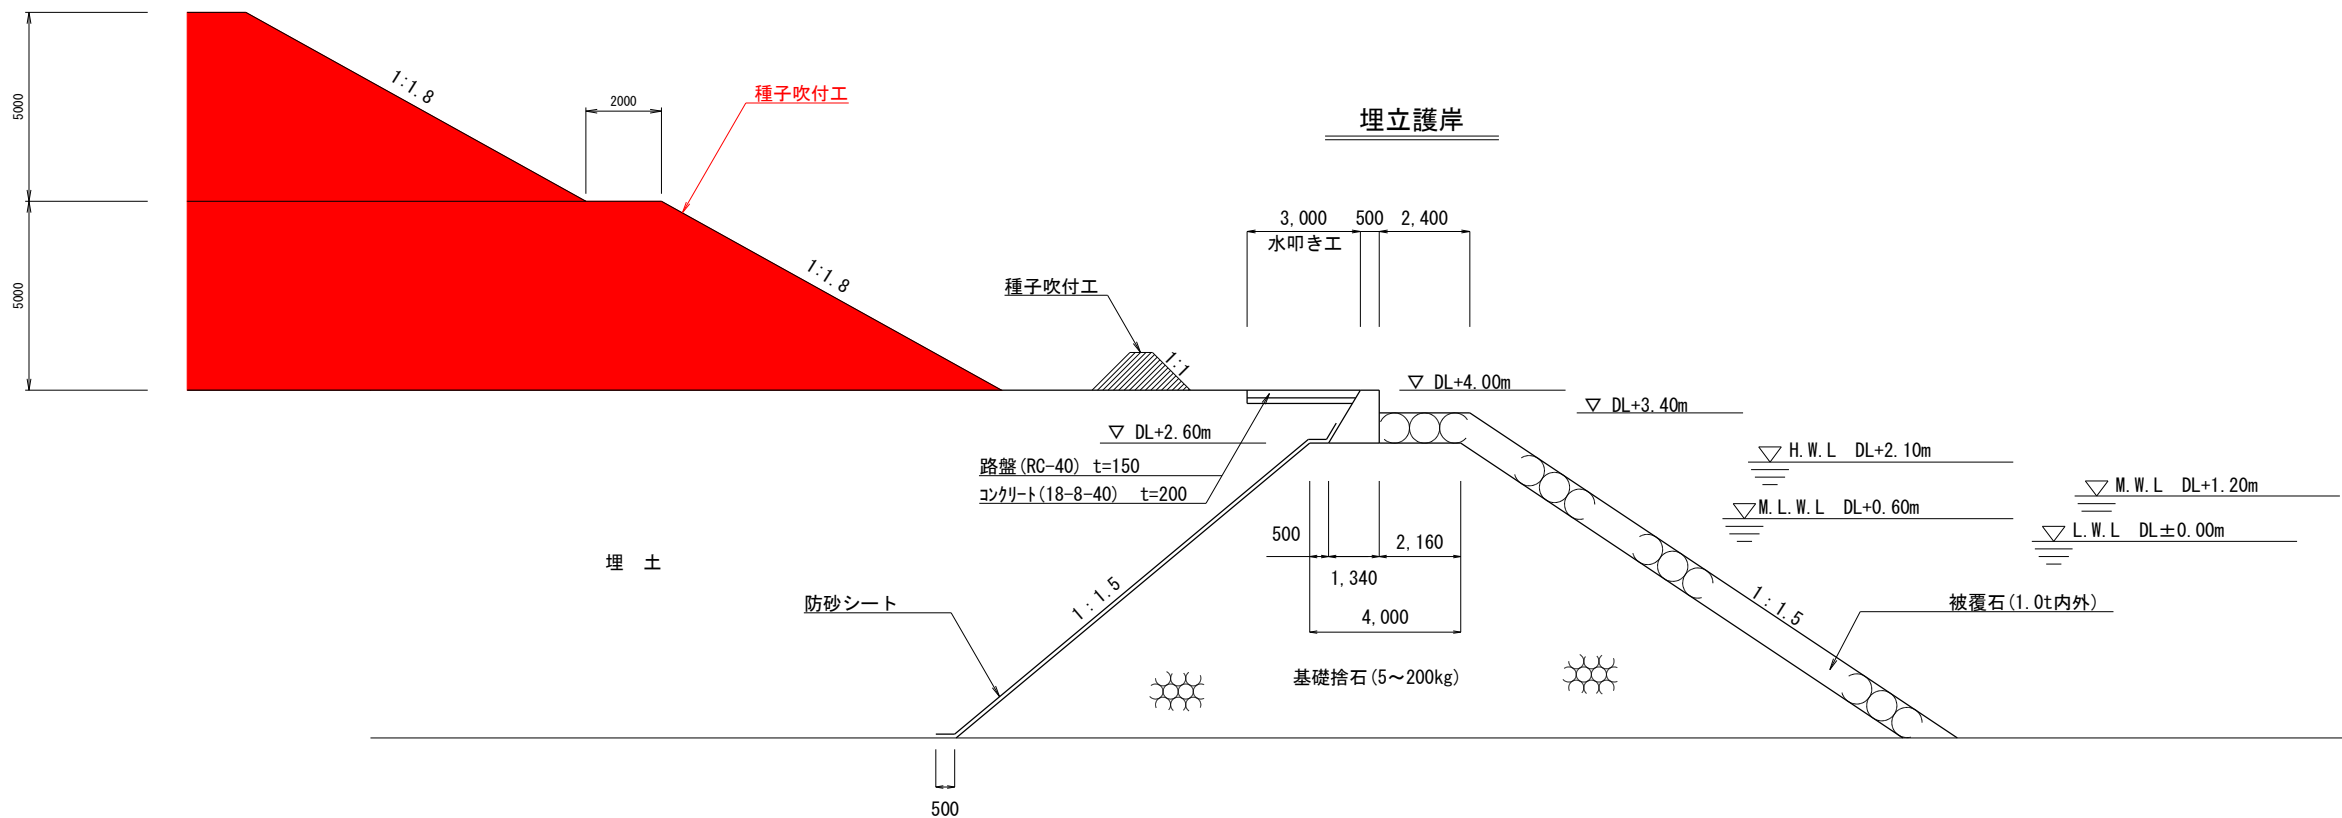 5000
1:1.8
2000
種子吹付工
埋立護岸
5000
1:1.8
3,000
500
2,400
水叩き工
種子吹付工
1:1
DL+4.00m
DL+3.40m
DL+2.60m
路盤(RC-40) t=150
コンクリート(18-8-40) t=200
H.W.L DL+2.10m
M.W.L DL+1.20m
M.L.W.L DL+0.60m
L.W.L DL±0.00m
500
2,160
1,340
4,000
埋 土
防砂シート
1:1.5
1:1.5
被覆石(1.0t内外)
基礎捨石(5~200kg)
500